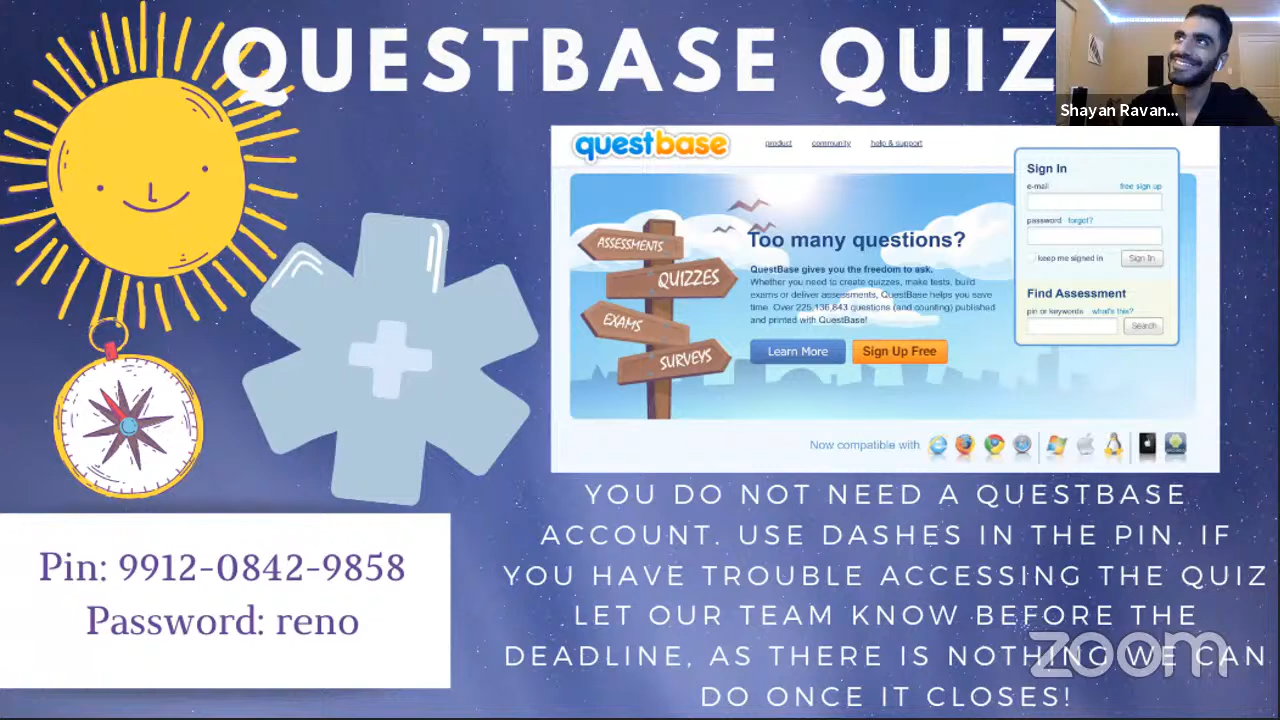 QUESTBASE QUIZ
Shayan Ravan...
questbase
product community help & support
Sign In
e-mail free sign up
password forgot?
keep me signed in Sign In
Find Assessment
pin or keywords what's this?
Search
ASSESSMENTS
QUIZZES
EXAMS
SURVEYS
Too many questions?
QuestBase gives you the freedom to ask.
Whether you need to create quizzes, make tests, build
exams or deliver assessments, QuestBase helps you save
time. Over 225,136,843 questions (and counting) published
and printed with QuestBase!
Learn More Sign Up Free
Now compatible with
Pin: 9912-0842-9858
Password: reno
YOU DO NOT NEED A QUESTBASE
ACCOUNT. USE DASHES IN THE PIN. IF
YOU HAVE TROUBLE ACCESSING THE QUIZ
LET OUR TEAM KNOW BEFORE THE
DEADLINE, AS THERE IS NOTHING WE CAN
DO ONCE IT CLOSES!
zoom